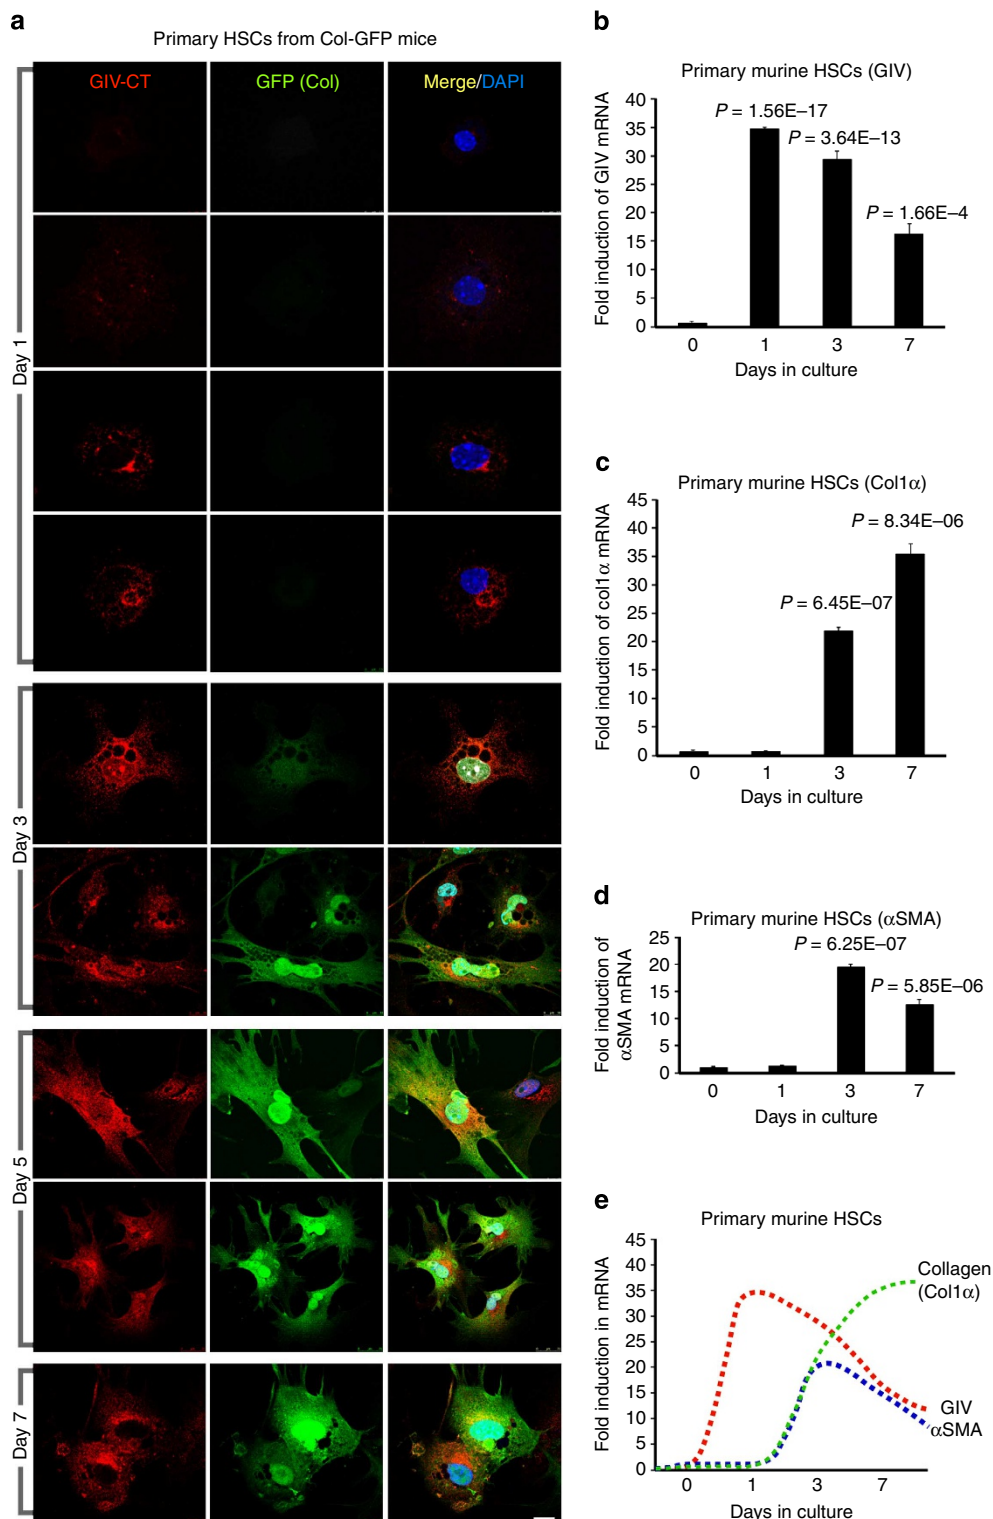 a
Primary HSCs from Col-GFP mice
GIV-CT
GFP (Col)
Merge/DAPI
Day 1
Day 3
Day 5
Day 7
b
Primary murine HSCs (GIV)
Fold induction of GIV mRNA
40
35
30
25
20
15
10
5
0
P = 1.56E–17
P = 3.64E–13
P = 1.66E–4
0 1 3 7
Days in culture
c
Primary murine HSCs (Col1α)
Fold induction of col1α mRNA
45
40
35
30
25
20
15
10
5
0
P = 8.34E–06
P = 6.45E–07
0 1 3 7
Days in culture
d
Primary murine HSCs (αSMA)
Fold induction of
αSMA mRNA
25
20
15
10
5
0
P = 6.25E–07
P = 5.85E–06
0 1 3 7
Days in culture
e
Primary murine HSCs
Fold induction in mRNA
45
40
35
30
25
20
15
10
5
0
Collagen
(Col1α)
GIV
αSMA
0 1 3 7
Days in culture